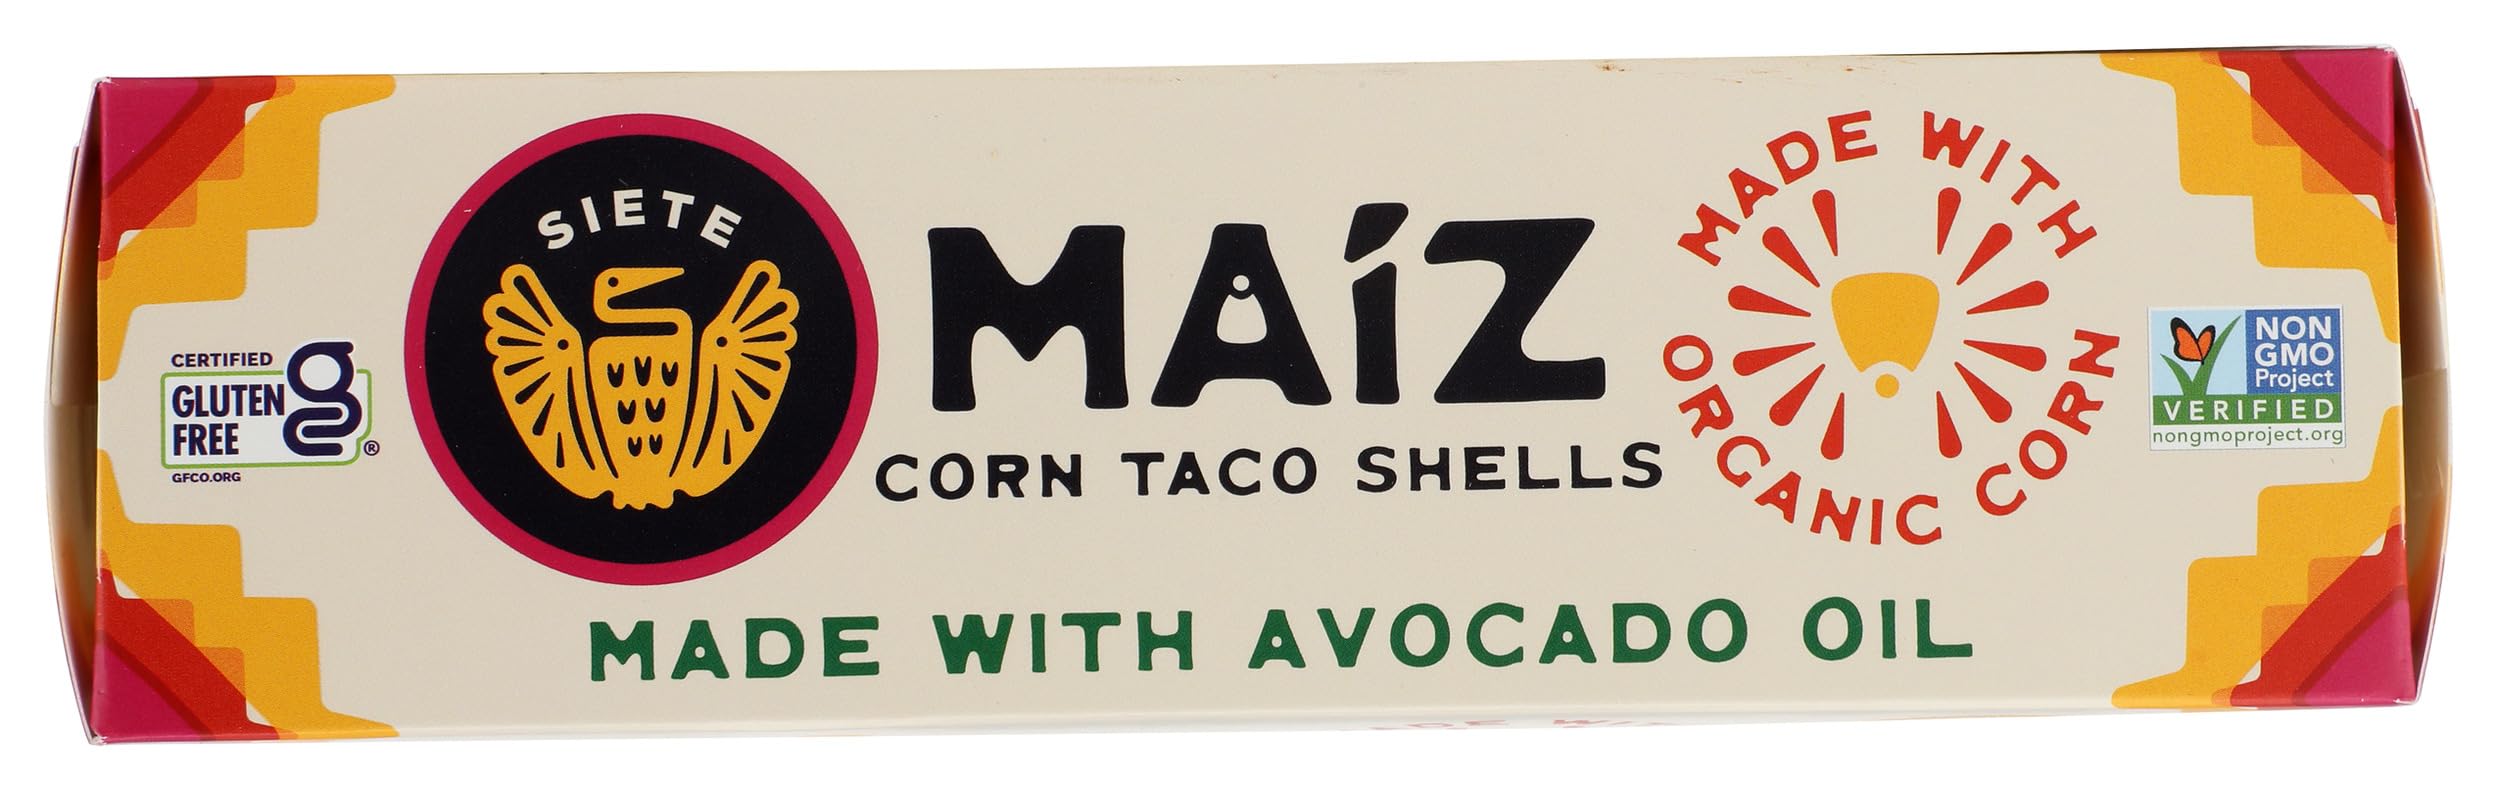 CERTIFIED
GLUTEN
FREE
®
GFCO.ORG
SIETE
MAÍZ
CORN TACO SHELLS
MADE WITH
ORGANIC CORN
NON
GMO
Project
VERIFIED
nongmoproject.org
MADE WITH AVOCADO OIL